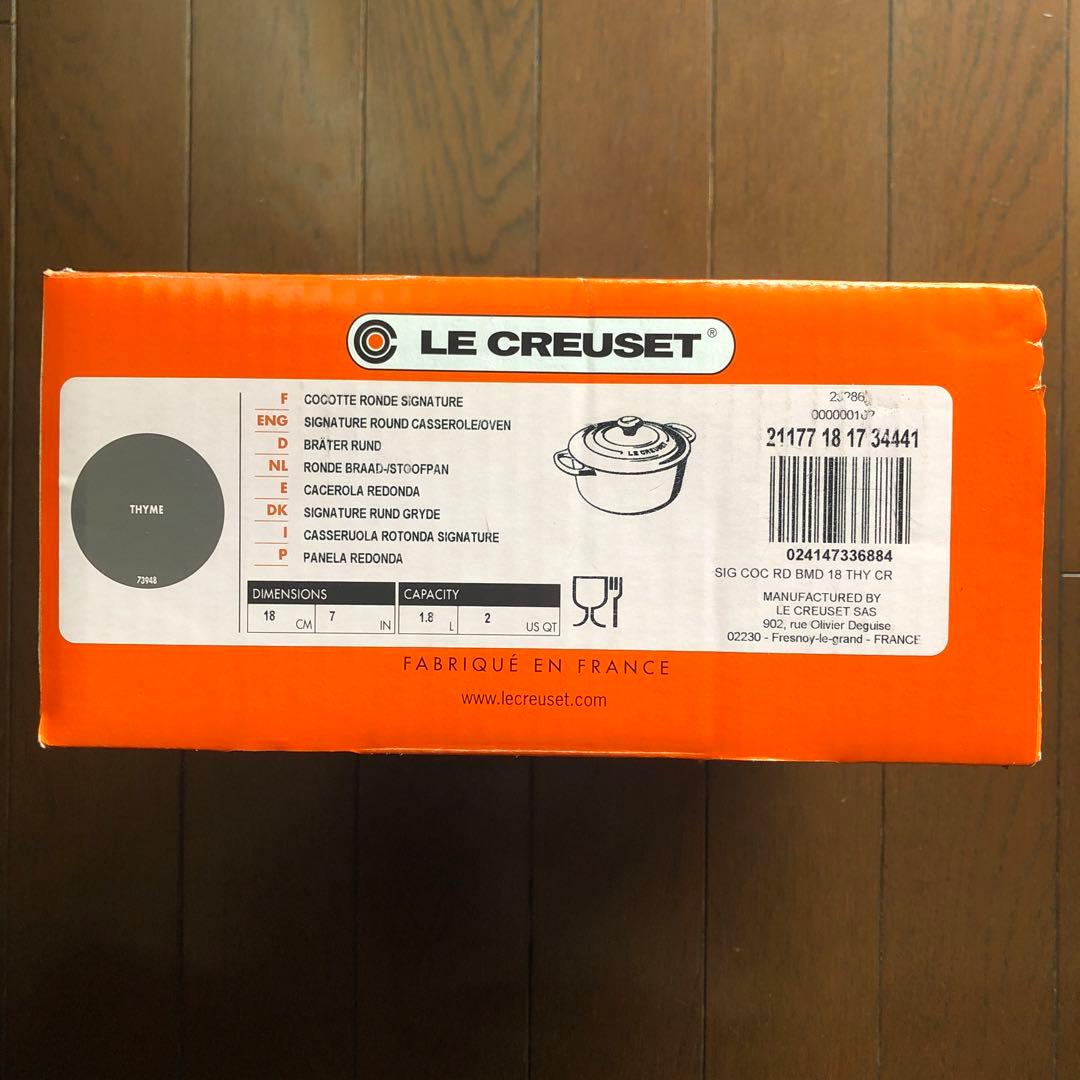 LE CREUSET®
THYME
73948
F COCOTTE RONDE SIGNATURE
ENG SIGNATURE ROUND CASSEROLE/OVEN
D BRÄTER RUND
NL RONDE BRAAD-/STOOFPAN
E CACEROLA REDONDA
DK SIGNATURE RUND GRYDE
I CASSERUOLA ROTONDA SIGNATURE
P PANELA REDONDA
DIMENSIONS CAPACITY
18 CM 7 IN 1.8 L 2 US QT
LE CREUSET
21177 18 17 34441
024147336884
SIG COC RD BMD 18 THY CR
MANUFACTURED BY
LE CREUSET SAS
902, rue Olivier Deguise
02230 - Fresnoy-le-grand - FRANCE
FABRIQUÉ EN FRANCE
www.lecreuset.com